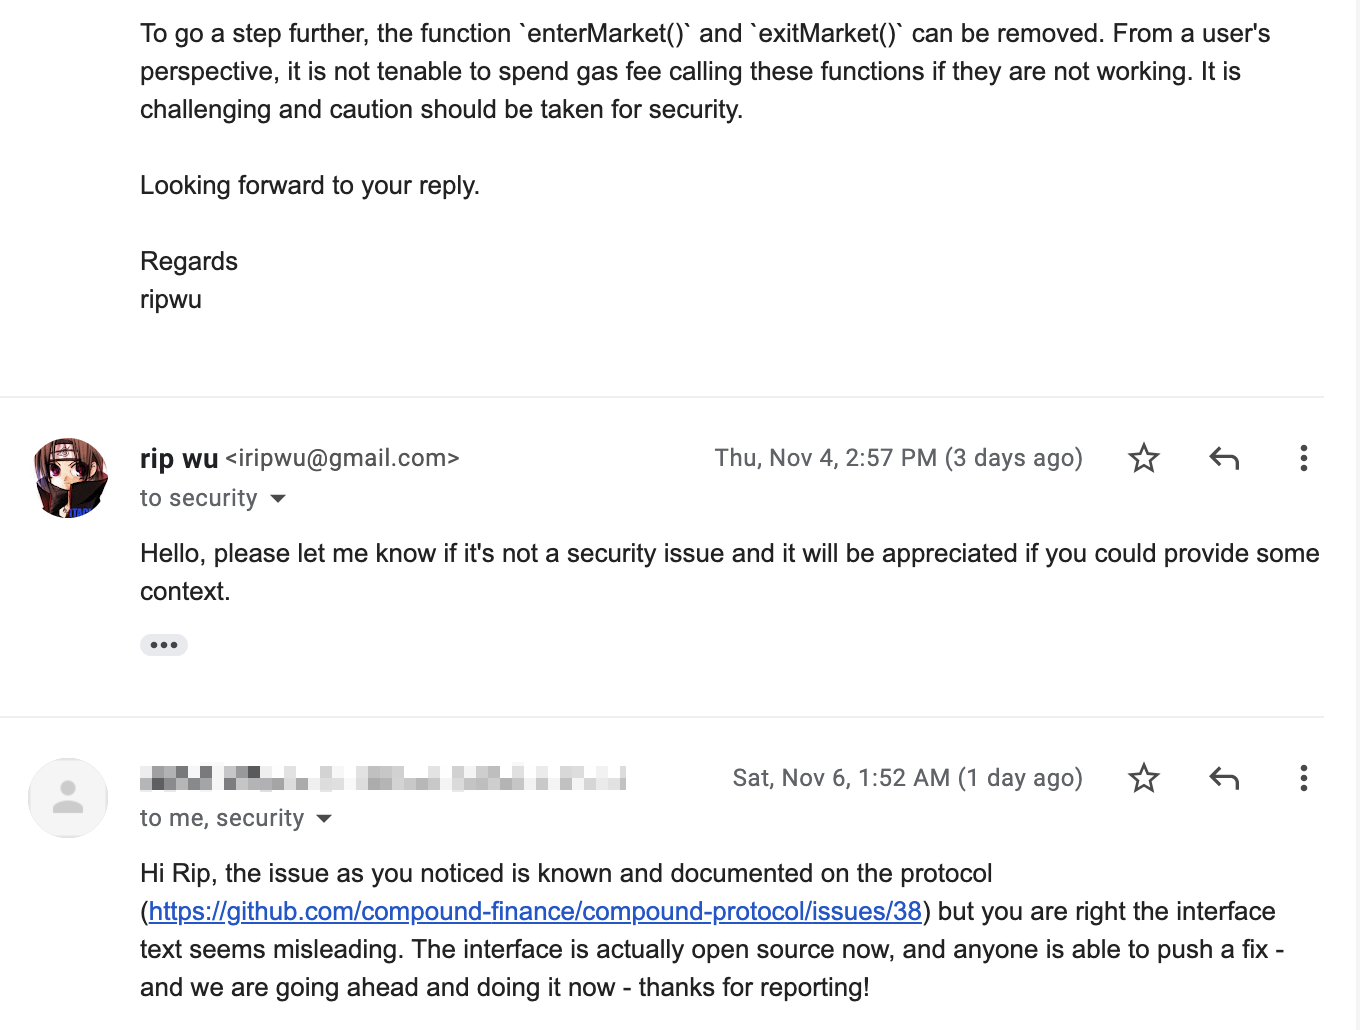 To go a step further, the function `enterMarket()` and `exitMarket()` can be removed. From a user's
perspective, it is not tenable to spend gas fee calling these functions if they are not working. It is
challenging and caution should be taken for security.
Looking forward to your reply.
Regards
ripwu
rip wu <iripwu@gmail.com> Thu, Nov 4, 2:57 PM (3 days ago)
to security
Hello, please let me know if it's not a security issue and it will be appreciated if you could provide some
context.
Sat, Nov 6, 1:52 AM (1 day ago)
to me, security
Hi Rip, the issue as you noticed is known and documented on the protocol
(https://github.com/compound-finance/compound-protocol/issues/38) but you are right the interface
text seems misleading. The interface is actually open source now, and anyone is able to push a fix -
and we are going ahead and doing it now - thanks for reporting!